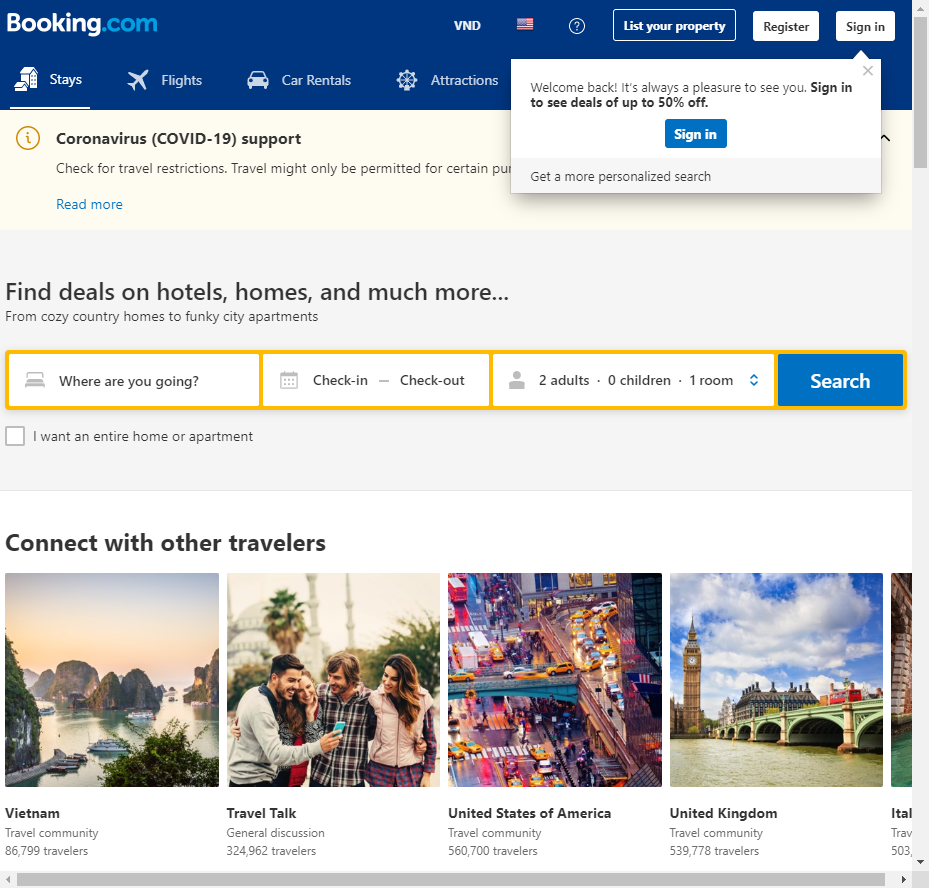 Booking.com
VND
List your property
Register
Sign in
Stays
Flights
Car Rentals
Attractions
Welcome back! It's always a pleasure to see you. Sign in
to see deals of up to 50% off.
Sign in
Get a more personalized search
Coronavirus (COVID-19) support
Check for travel restrictions. Travel might only be permitted for certain
Read more
Find deals on hotels, homes, and much more...
From cozy country homes to funky city apartments
Where are you going?
Check-in — Check-out
2 adults · 0 children · 1 room
Search
I want an entire home or apartment
Connect with other travelers
Vietnam
Travel community
86,799 travelers
Travel Talk
General discussion
324,962 travelers
United States of America
Travel community
560,700 travelers
United Kingdom
Travel community
539,778 travelers
503,